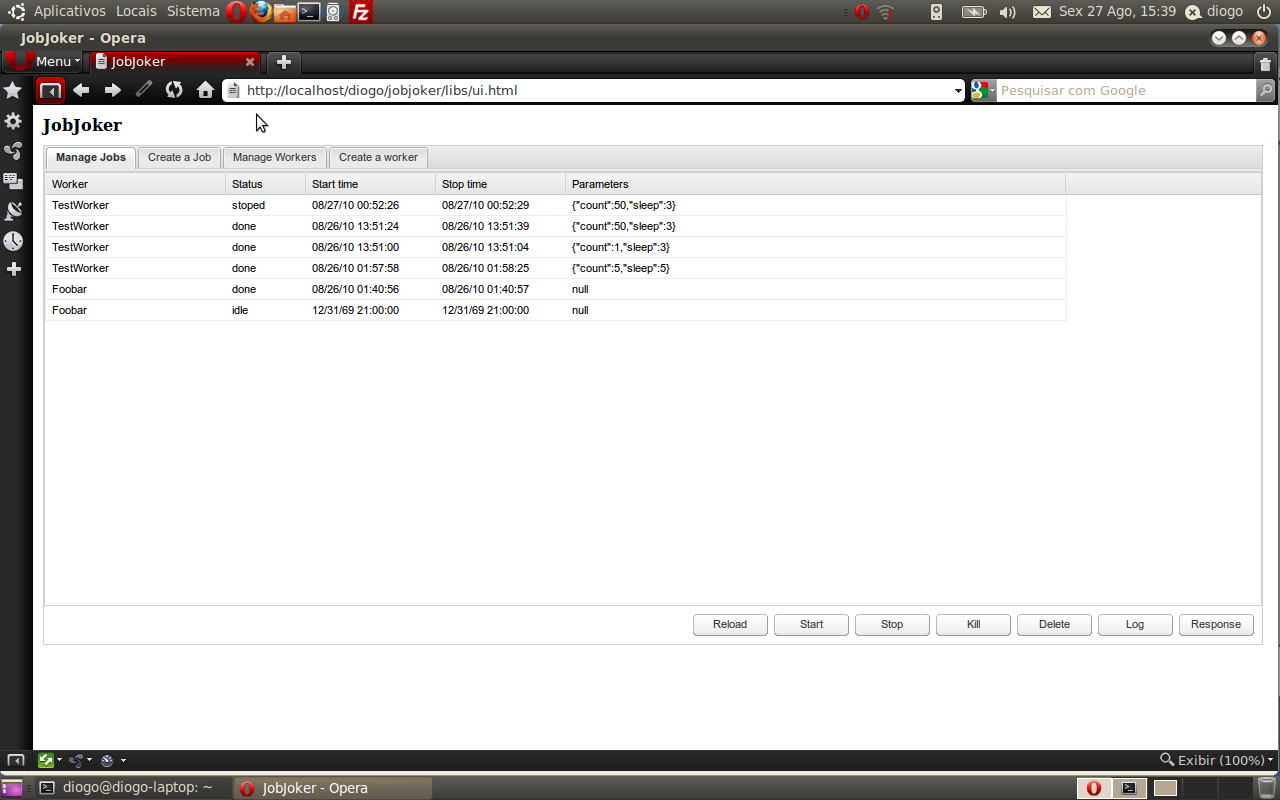 Aplicativos Locais Sistema Sex 27 Ago, 15:39 diogo
JobJoker - Opera
Menu JobJoker
http://localhost/diogo/jobjoker/libs/ui.html Pesquisar com Google
JobJoker
Manage Jobs Create a Job Manage Workers Create a worker
Worker Status Start time Stop time Parameters
TestWorker stoped 08/27/10 00:52:26 08/27/10 00:52:29 {"count":50,"sleep":3}
TestWorker done 08/26/10 13:51:24 08/26/10 13:51:39 {"count":50,"sleep":3}
TestWorker done 08/26/10 13:51:00 08/26/10 13:51:04 {"count":1,"sleep":3}
TestWorker done 08/26/10 01:57:58 08/26/10 01:58:25 {"count":5,"sleep":5}
Foobar done 08/26/10 01:40:56 08/26/10 01:40:57 null
Foobar idle 12/31/69 21:00:00 12/31/69 21:00:00 null
Reload Start Stop Kill Delete Log Response
Exibir (100%)
diogo@diogo-laptop: ~ JobJoker - Opera